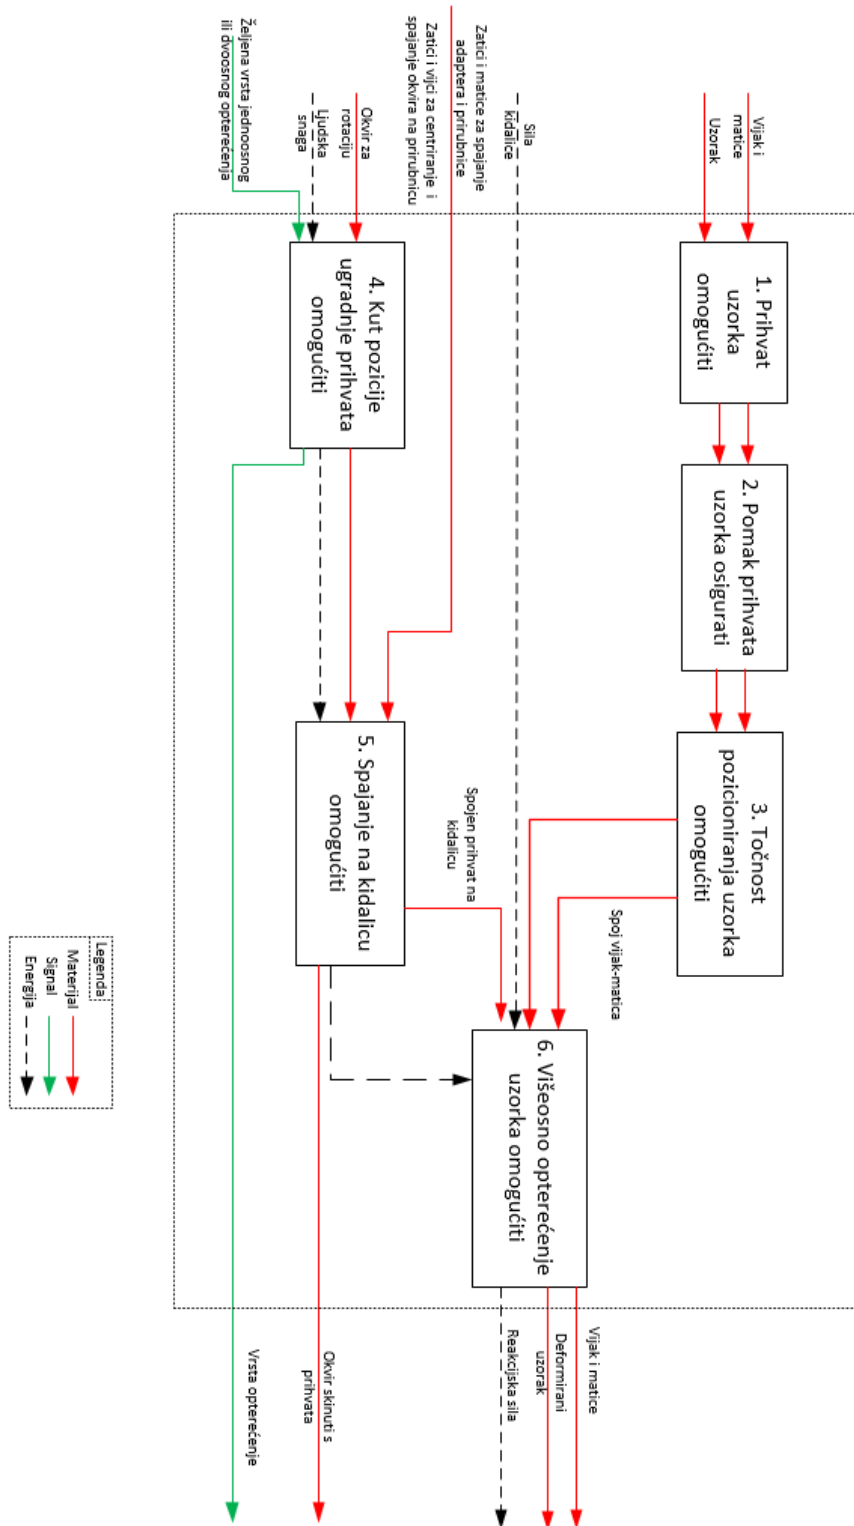 Vijak i
matice
Uzorak
Sila
kidalice
Zatici i matice za spajanje
adaptera i prirubnice
Zatici i vijci za centriranje i
spajanje okvira na prirubnicu
Okvir za
rotaciju
Ljudska
snaga
Željena vrsta jednoosnog
ili dvoosnog opterećenja
1. Prihvat
uzorka
omogućiti
2. Pomak prihvata
uzorka osigurati
3. Točnost
pozicioniranja uzorka
omogućiti
4. Kut pozicije
ugradnje prihvata
omogućiti
5. Spajanje na kidalicu
omogućiti
Spojen prihvat na
kidalicu
Spoj vijak-matica
6. Višeosno opterećenje
uzorka omogućiti
Vijak i matice
Deformirani
uzorak
Reakcijska sila
Okvir skinuti s
prihvata
Vrsta opterećenje
Legenda
Materijal
Signal
Energija